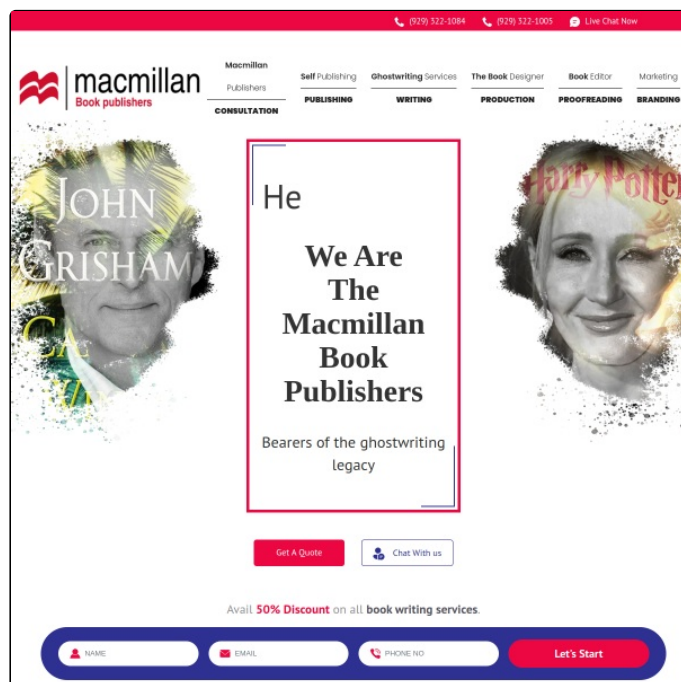 (929) 322-1084 (929) 322-1005 Live Chat Now
macmillan
Book publishers
Macmillan
Publishers
CONSULTATION
Self Publishing
PUBLISHING
Ghostwriting Services
WRITING
The Book Designer
PRODUCTION
Book Editor
PROOFREADING
Marketing
BRANDING
JOHN
GRISHAM
CA
Harry Potter
He
We Are
The
Macmillan
Book
Publishers
Bearers of the ghostwriting
legacy
Get A Quote
Chat With us
Avail 50% Discount on all book writing services.
NAME EMAIL PHONE NO Let's Start